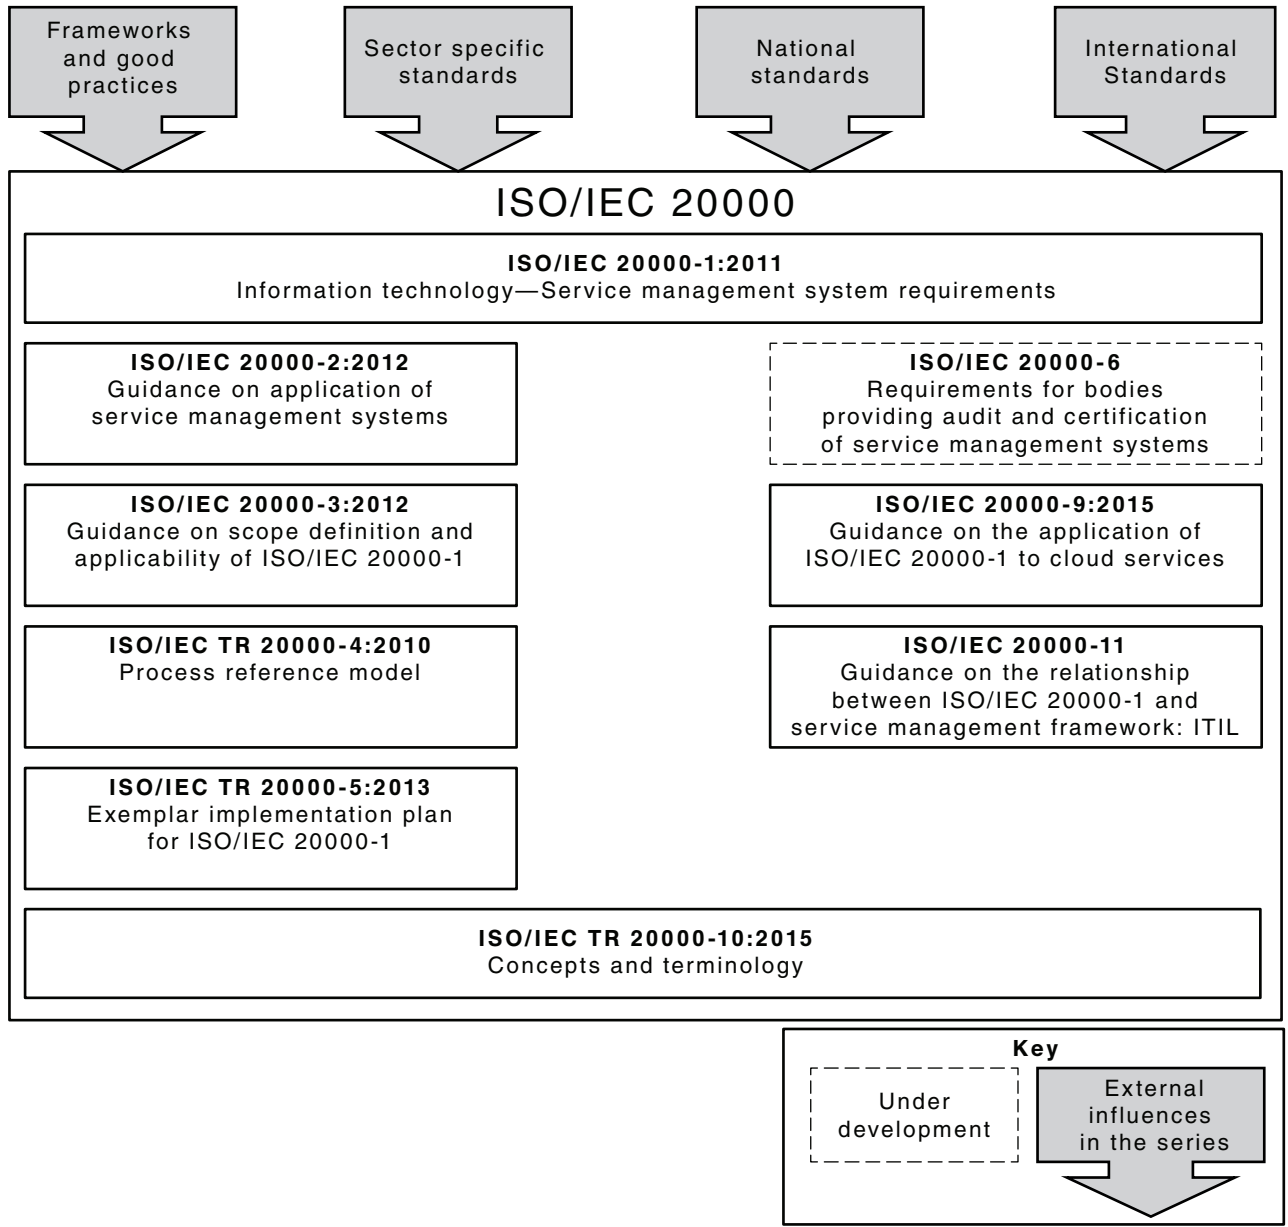 Frameworks
and good
practices
Sector specific
standards
National
standards
International
Standards
ISO/IEC 20000
ISO/IEC 20000-1:2011
Information technology—Service management system requirements
ISO/IEC 20000-2:2012
Guidance on application of
service management systems
ISO/IEC 20000-3:2012
Guidance on scope definition and
applicability of ISO/IEC 20000-1
ISO/IEC TR 20000-4:2010
Process reference model
ISO/IEC TR 20000-5:2013
Exemplar implementation plan
for ISO/IEC 20000-1
ISO/IEC 20000-6
Requirements for bodies
providing audit and certification
of service management systems
ISO/IEC 20000-9:2015
Guidance on the application of
ISO/IEC 20000-1 to cloud services
ISO/IEC 20000-11
Guidance on the relationship
between ISO/IEC 20000-1 and
service management framework: ITIL
ISO/IEC TR 20000-10:2015
Concepts and terminology
Key
Under
development
External
influences
in the series